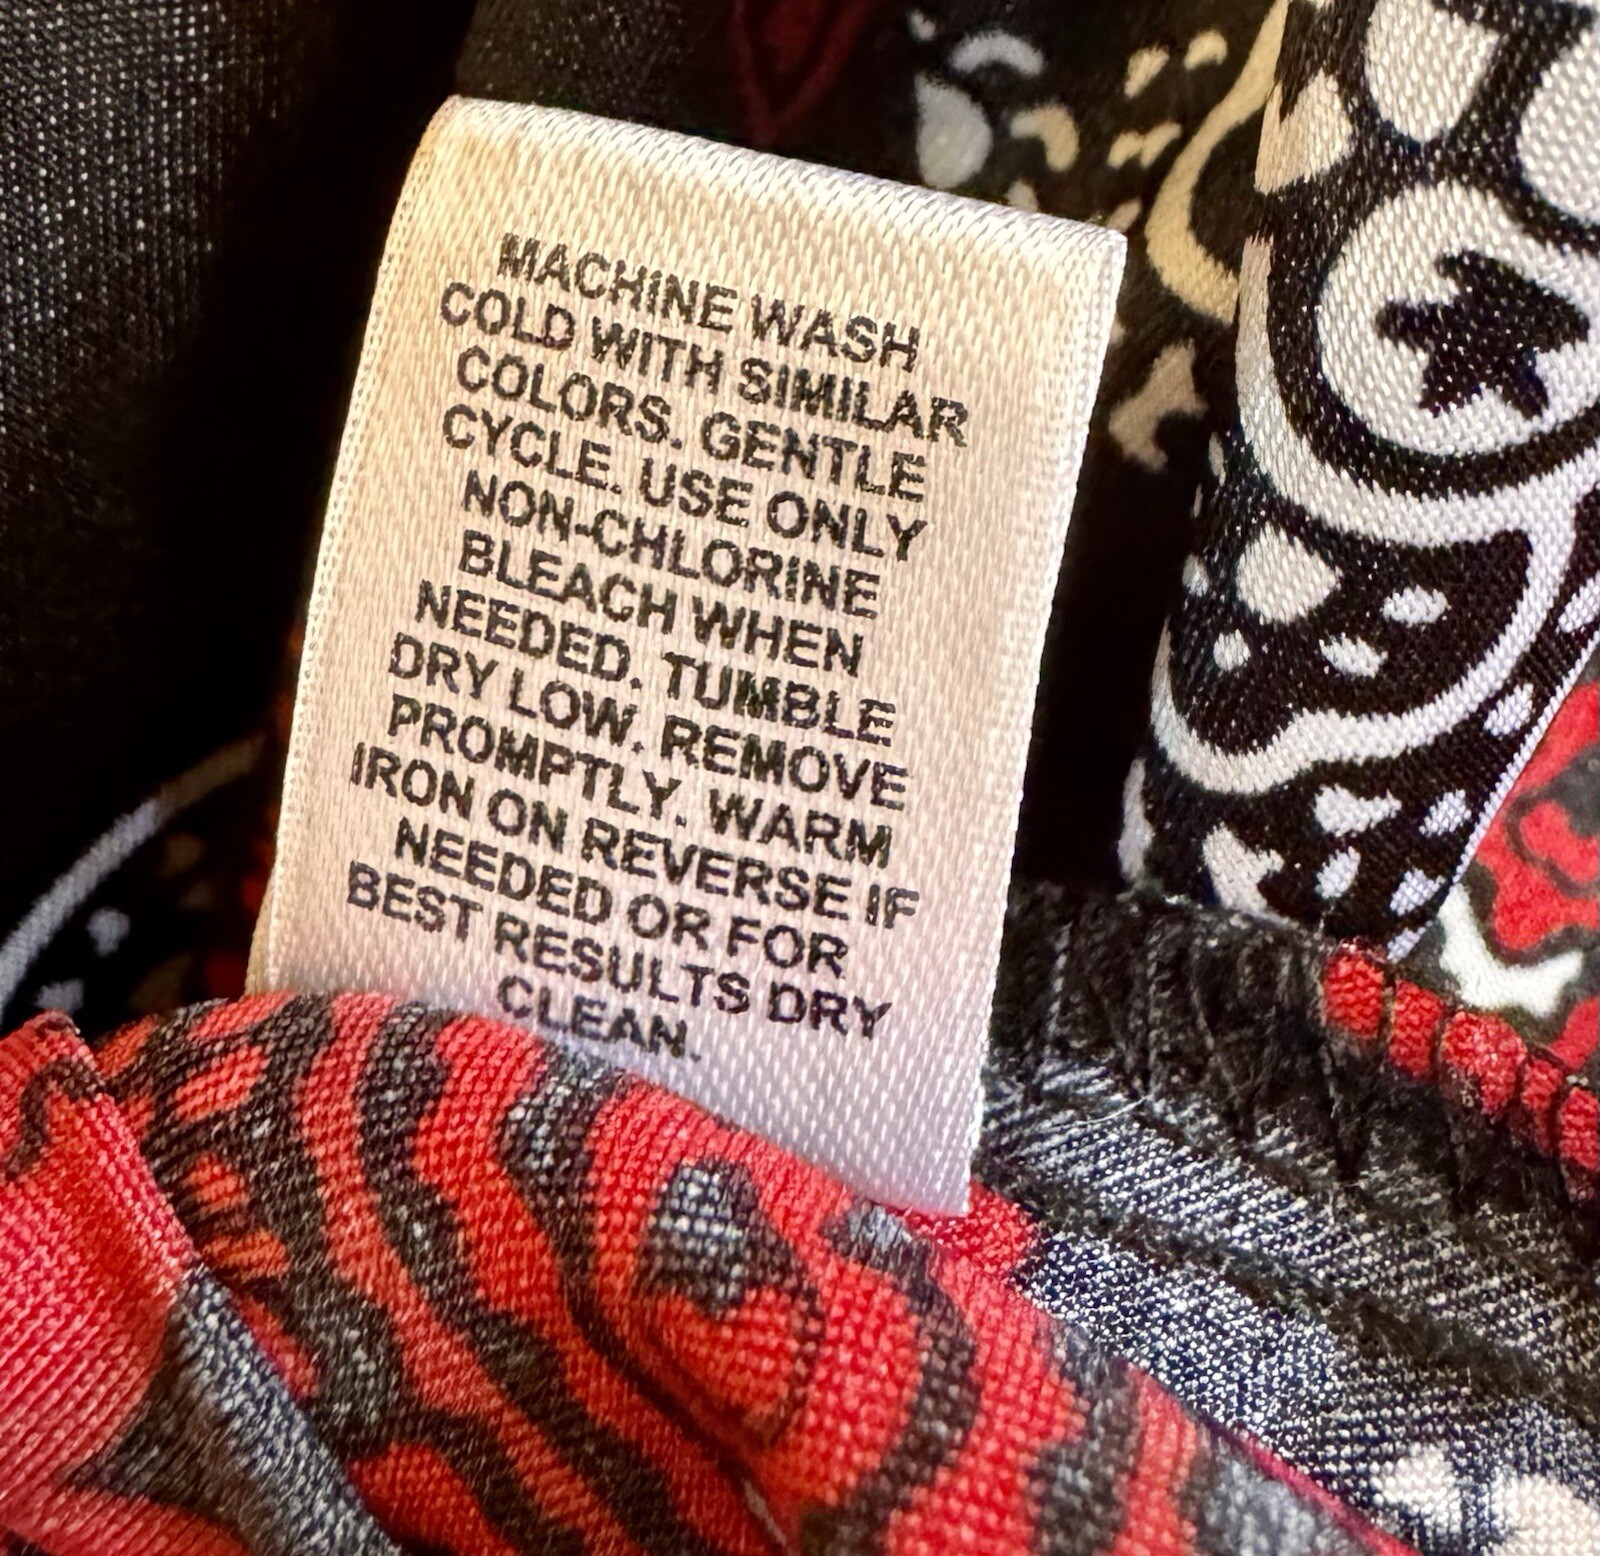 MACHINE WASH
COLD WITH SIMILAR
COLORS. GENTLE
CYCLE. USE ONLY
NON-CHLORINE
BLEACH WHEN
NEEDED. TUMBLE
DRY LOW. REMOVE
PROMPTLY. WARM
IRON ON REVERSE IF
NEEDED OR FOR
BEST RESULTS DRY
CLEAN.